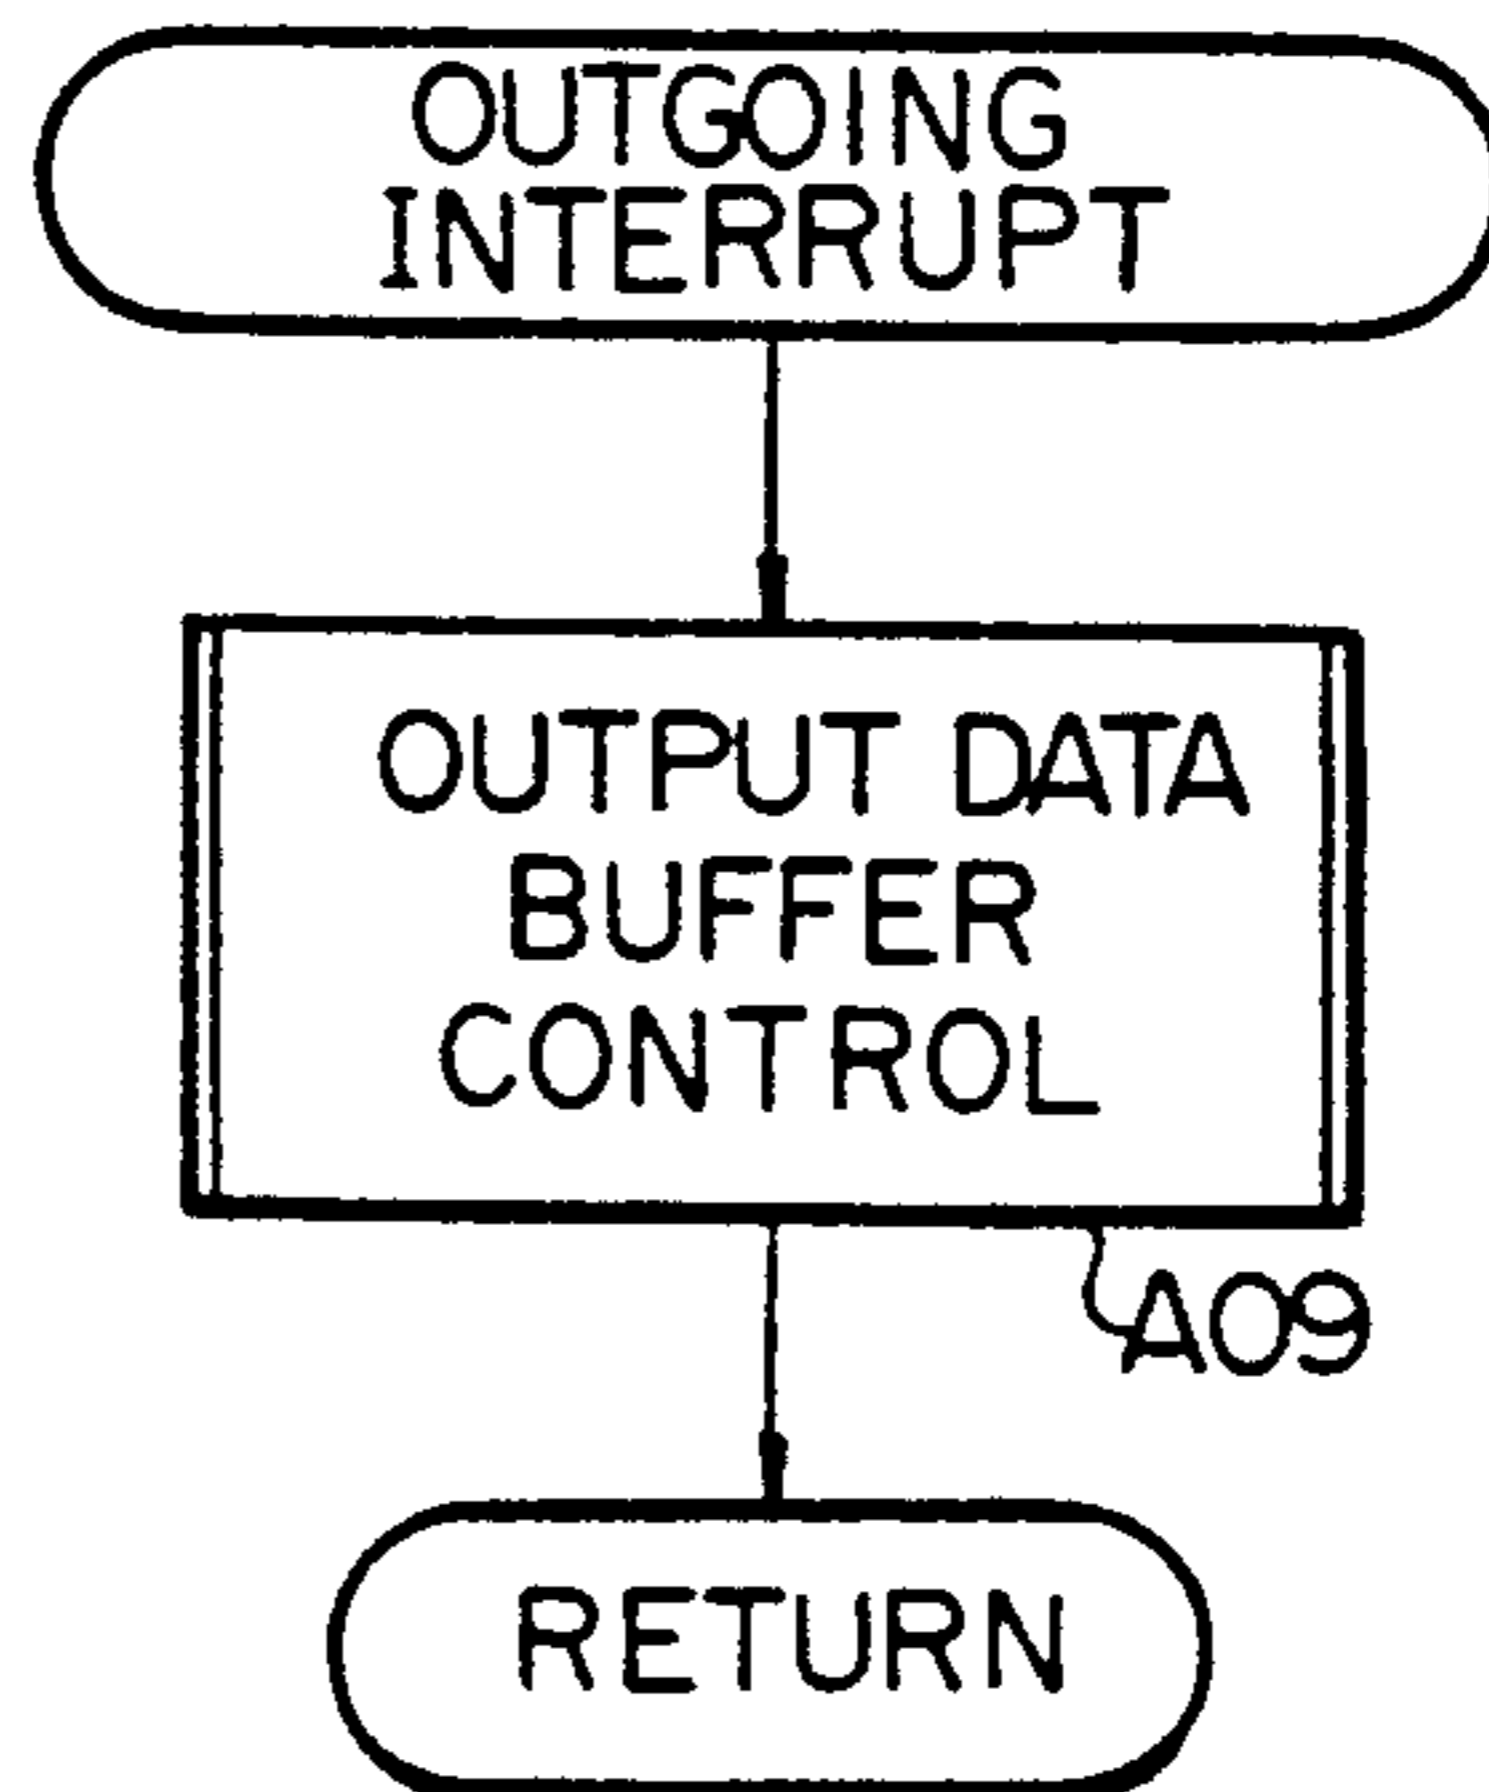 OUTGOING
INTERRUPT
OUTPUT DATA
BUFFER
CONTROL
A09
RETURN